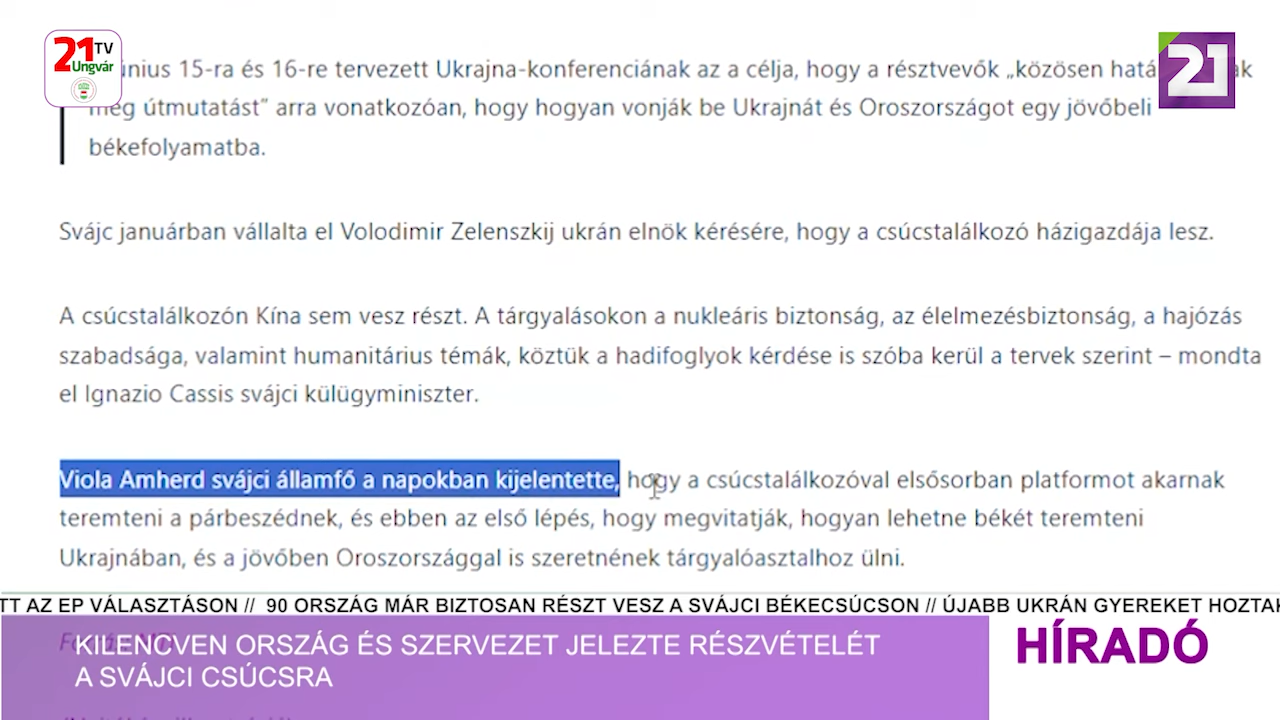 21 TV
Ungvár
21
únius 15-ra és 16-re tervezett Ukrajna-konferenciának az a célja, hogy a résztvevők „közösen
meg útmutatást” arra vonatkozóan, hogy hogyan vonják be Ukrajnát és Oroszországot egy jövőbeli
békefolyamatba.
Svájc januárban vállalta el Volodimir Zelenszkij ukrán elnök kérésére, hogy a csúcstalálkozó házigazdája lesz.
A csúcstalálkozón Kína sem vesz részt. A tárgyalásokon a nukleáris biztonság, az élelmezésbiztonság, a hajózás
szabadsága, valamint humanitárius témák, köztük a hadifoglyok kérdése is szóba kerül a tervek szerint – mondta
el Ignazio Cassis svájci külügyminiszter.
Viola Amherd svájci államfő a napokban kijelentette, hogy a csúcstalálkozóval elsősorban platformot akarnak
teremteni a párbeszédnek, és ebben az első lépés, hogy megvitatják, hogyan lehetne békét teremteni
Ukrajnában, és a jövőben Oroszországgal is szeretnének tárgyalóasztalhoz ülni.
TT AZ EP VÁLASZTÁSON // 90 ORSZÁG MÁR BIZTOSAN RÉSZT VESZ A SVÁJCI BÉKECSÚCSON // ÚJABB UKRÁN GYEREKET HOZTAK
KILENCVEN ORSZÁG ÉS SZERVEZET JELEZTE RÉSZVÉTELÉT
A SVÁJCI CSÚCSRA
HÍRADÓ